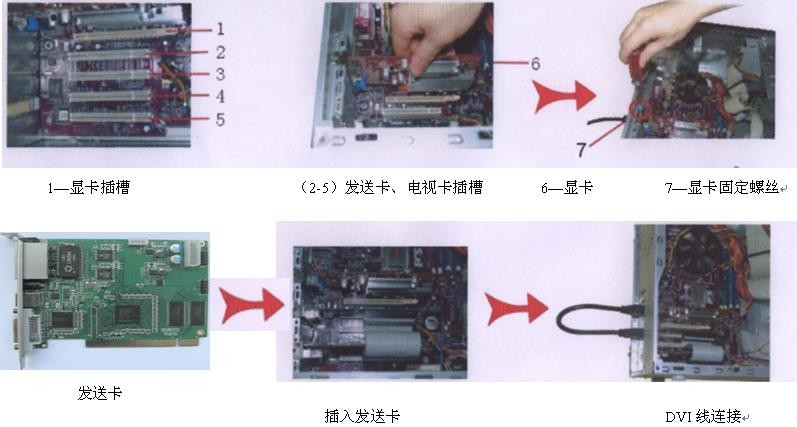 1
2
3
4
5
6
7
1—显卡插槽
（2-5）发送卡、电视卡插槽
6—显卡
7—显卡固定螺丝
发送卡
插入发送卡
DVI 线连接